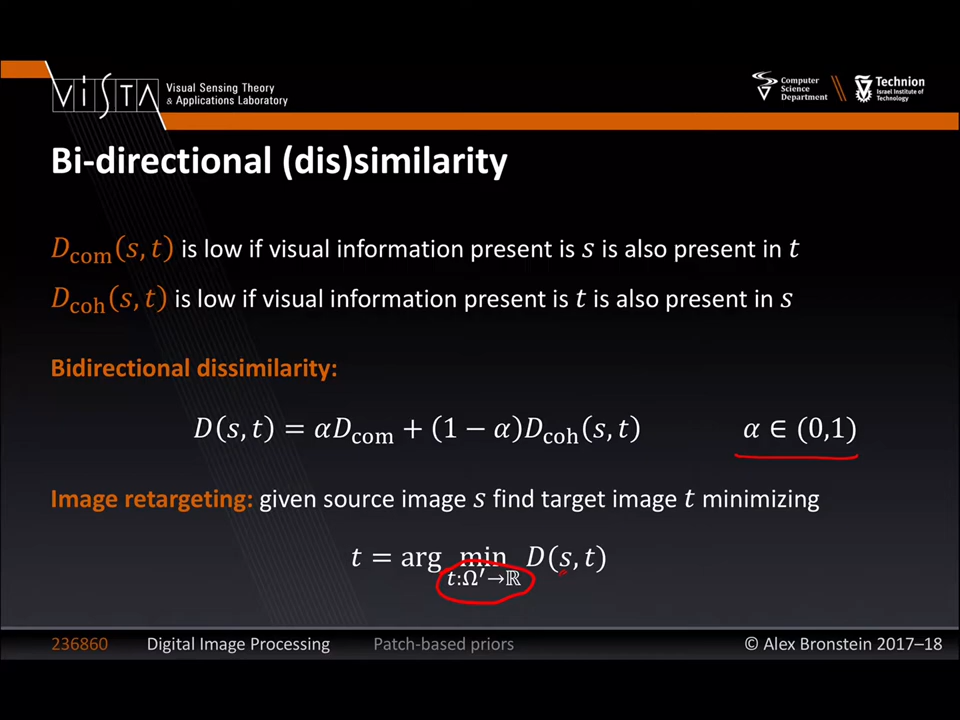 ViSTA Visual Sensing Theory & Applications Laboratory
Computer Science Department
Technion Israel Institute of Technology
Bi-directional (dis)similarity
D_com(s, t) is low if visual information present is s is also present in t
D_coh(s, t) is low if visual information present is t is also present in s
Bidirectional dissimilarity:
D(s, t) = αD_com + (1 − α)D_coh(s, t) α ∈ (0,1)
Image retargeting: given source image s find target image t minimizing
t = arg min D(s, t)
t:Ω′→ℝ
236860 Digital Image Processing Patch-based priors © Alex Bronstein 2017–18